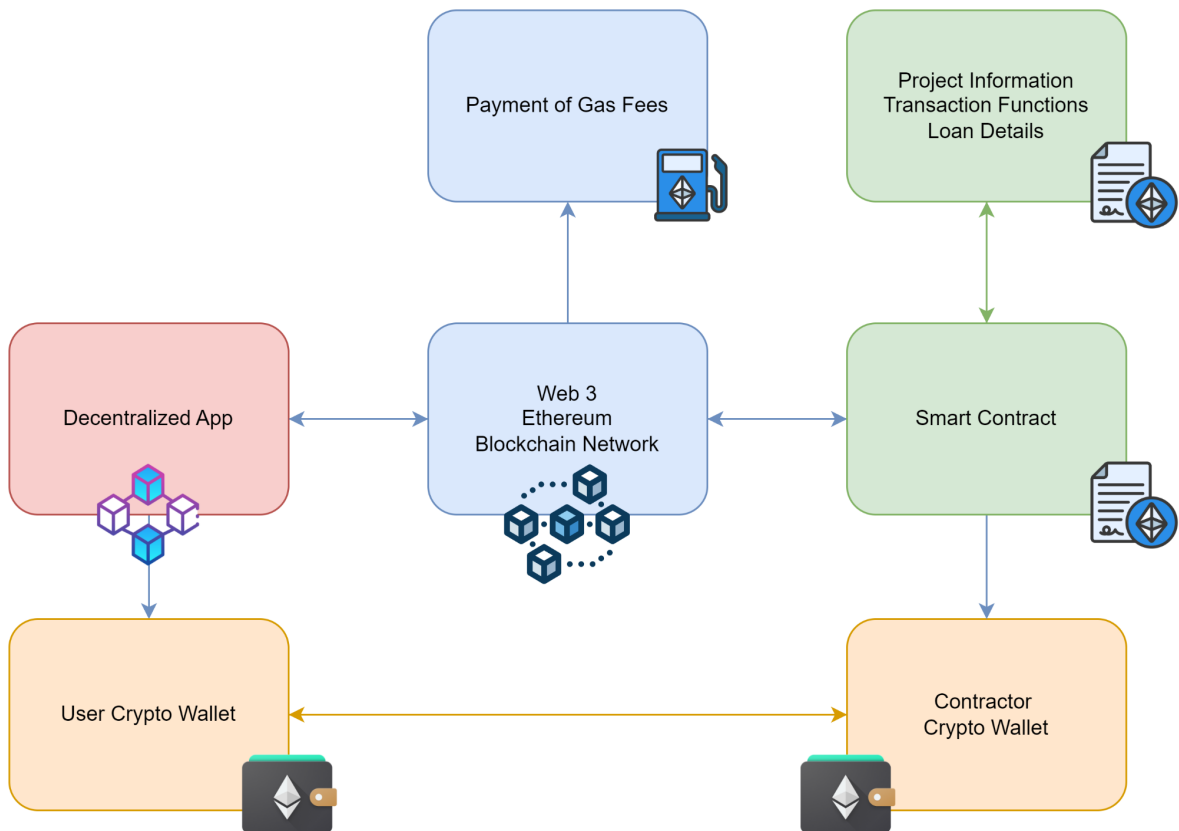 Payment of Gas Fees
Project Information
Transaction Functions
Loan Details
Decentralized App
Web 3
Ethereum
Blockchain Network
Smart Contract
User Crypto Wallet
Contractor
Crypto Wallet